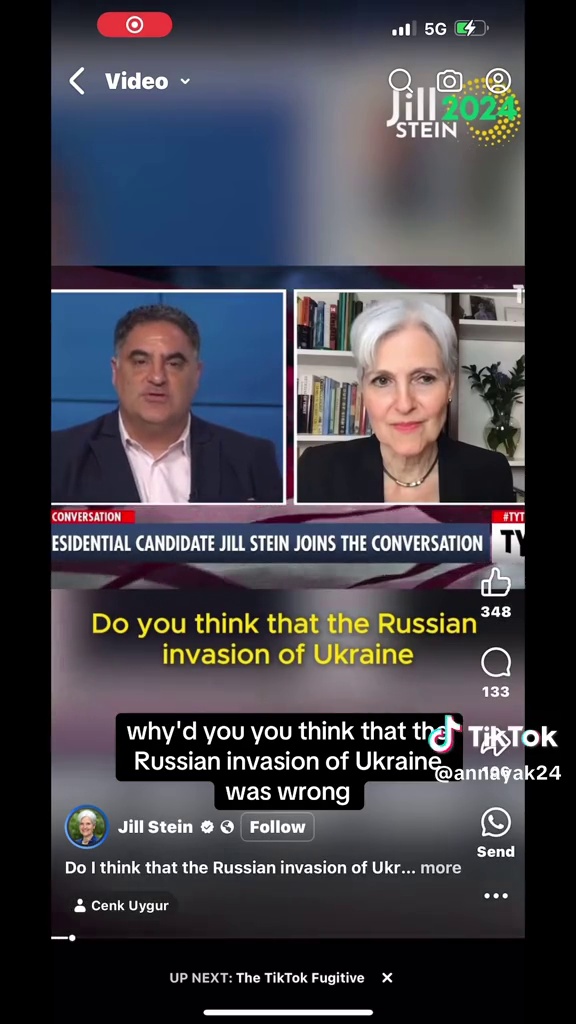 5G
Video
Jill 2024
STEIN
CONVERSATION
#TYT
ESIDENTIAL CANDIDATE JILL STEIN JOINS THE CONVERSATION
TY
348
Do you think that the Russian
invasion of Ukraine
133
why'd you you think that the
Russian invasion of Ukraine
was wrong
TikTok
@annayak24
Jill Stein
Follow
Send
Do I think that the Russian invasion of Ukr... more
Cenk Uygur
UP NEXT: The TikTok Fugitive